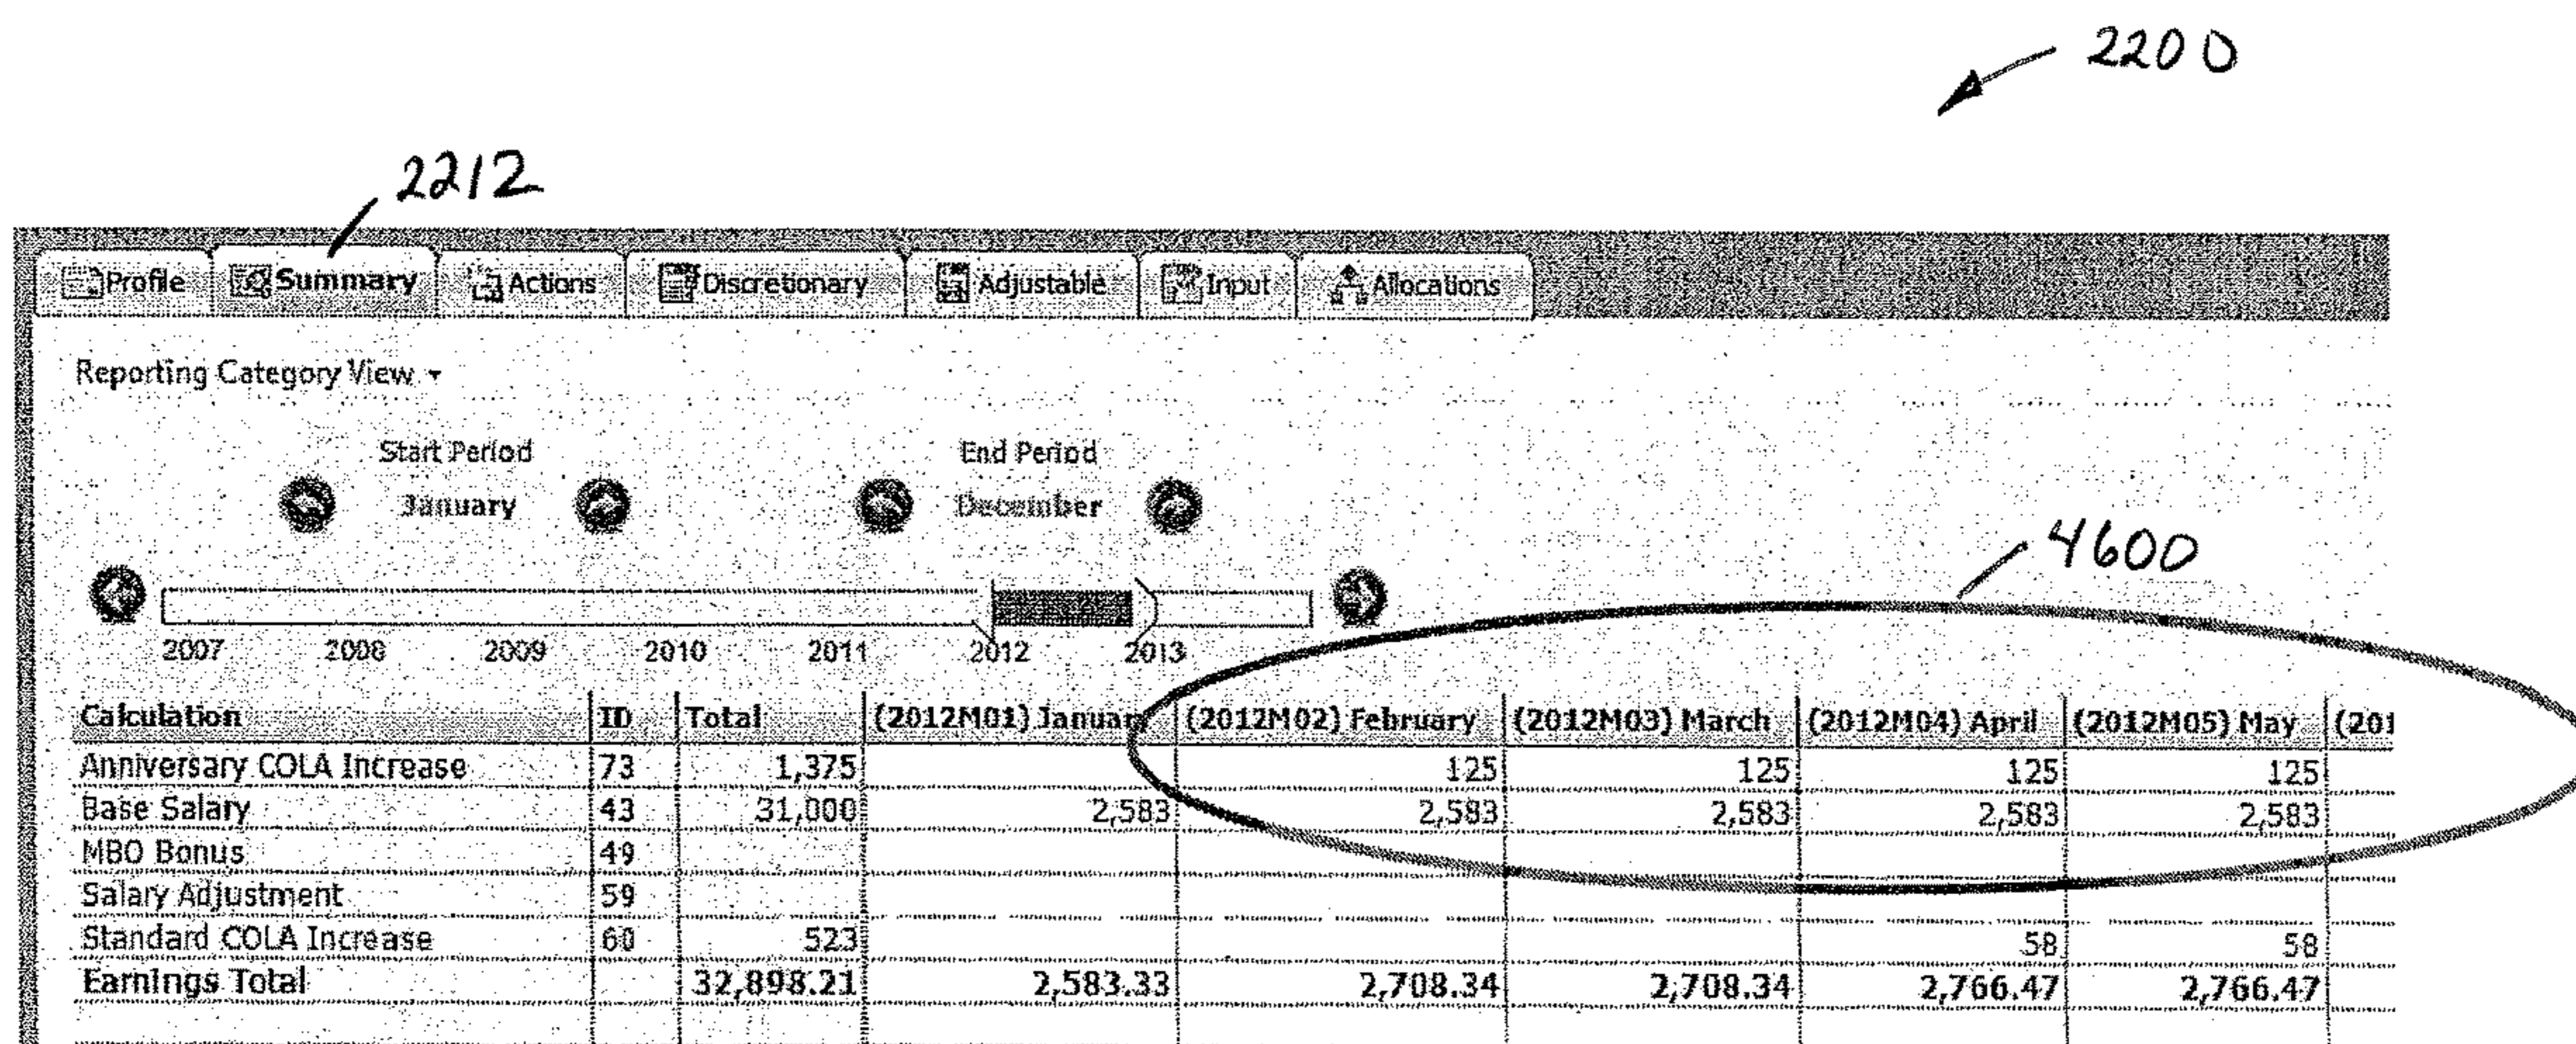 2200
2212
Profile Summary Actions Discretionary Adjustable Input Allocations
Reporting Category View
Start Period End Period
January December
4600
2007 2008 2009 2010 2011 2012 2013
Calculation ID Total (2012M01) January (2012M02) February (2012M03) March (2012M04) April (2012M05) May (201
Anniversary COLA Increase 73 1,375 125 125 125 125
Base Salary 43 31,000 2,583 2,583 2,583 2,583 2,583
MBO Bonus 49
Salary Adjustment 59
Standard COLA Increase 60 523 58 58
Earnings Total 32,898.21 2,583.33 2,708.34 2,708.34 2,766.47 2,766.47